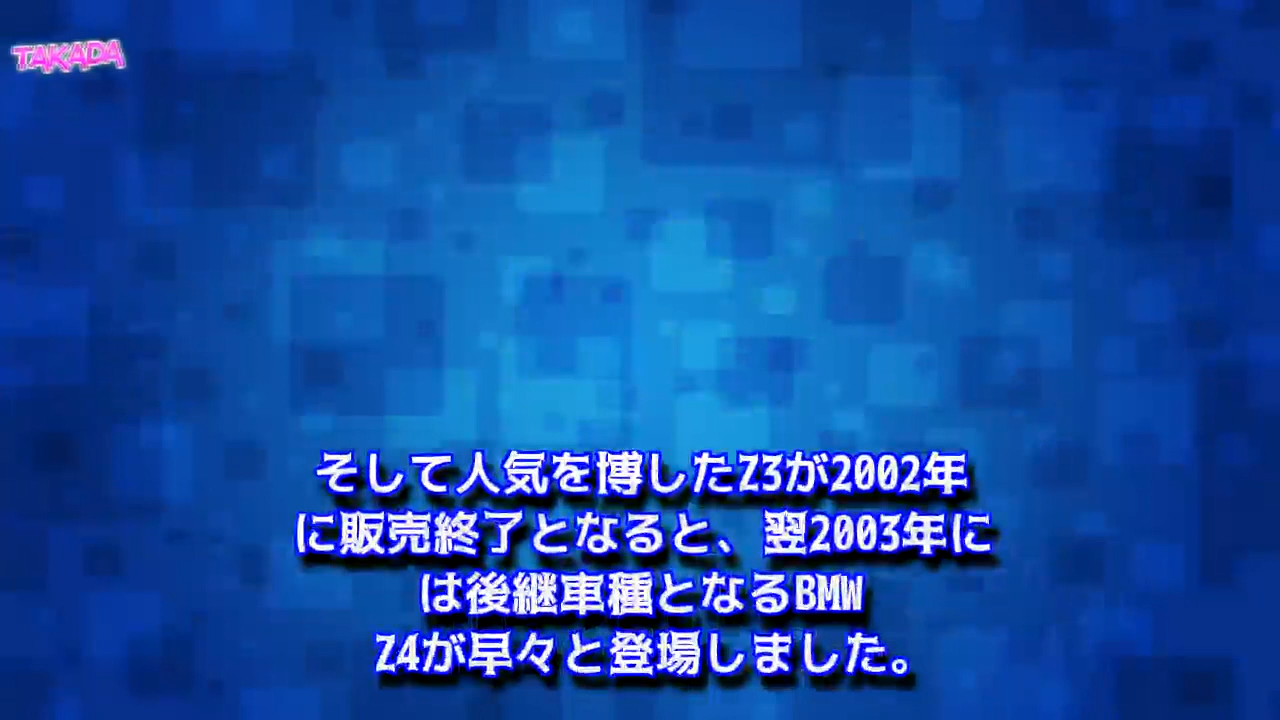 TAKADA
そして人気を博したZ3が2002年
に販売終了となると、翌2003年に
は後継車種となるBMW
Z4が早々と登場しました。